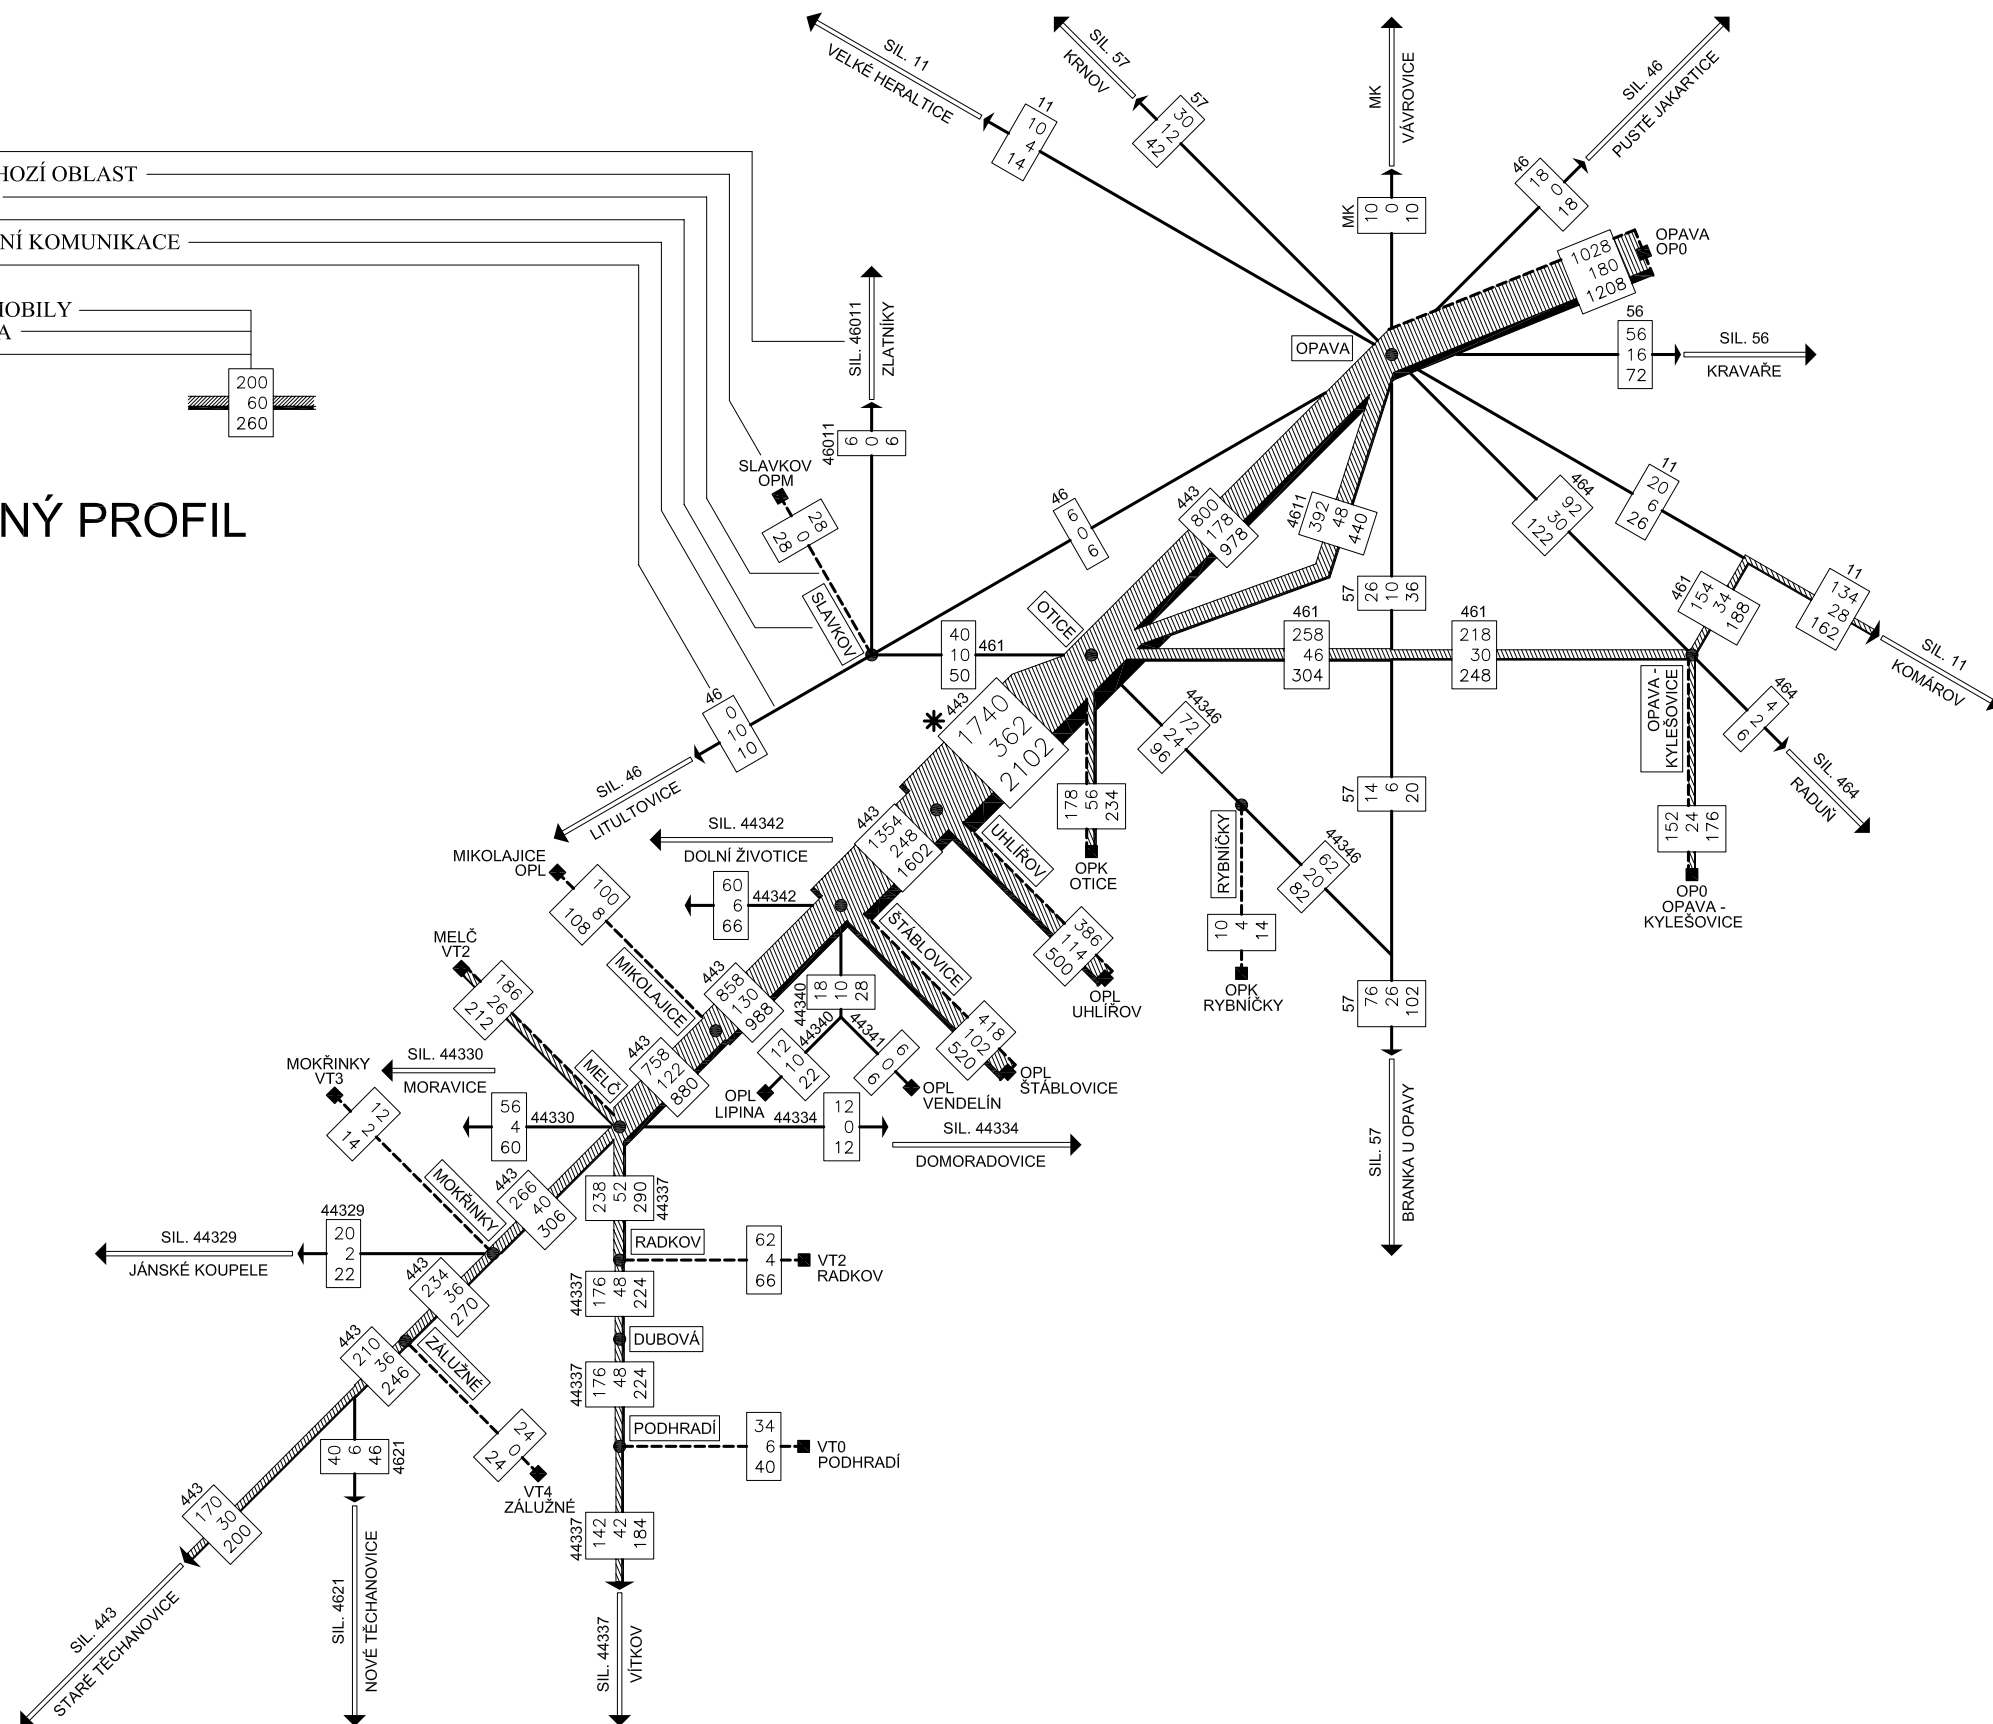 HOZÍ OBLAST
NÍ KOMUNIKACE
MOBILY
A
200
60
260
NÝ PROFIL
SIL. 11
VELKÉ HERALTICE
11
10
4
14
SIL. 57
KRNOV
57
30
12
42
MK
VÁVROVICE
MK
10
0
10
SIL. 46
PUSTÉ JAKARTICE
46
18
0
18
OPAVA
OP0
1028
180
1208
OPAVA
56
56
16
72
SIL. 56
KRAVAŘE
SIL. 46011
ZLATNÍKY
46011
6
0
6
SLAVKOV
OPM
28
0
28
SLAVKOV
46
6
0
6
443
800
178
978
4611
392
48
440
464
92
30
122
11
20
6
26
461
154
34
188
11
134
28
162
SIL. 11
KOMÁROV
57
26
10
36
OTICE
40
10
50
461
461
258
46
304
461
218
30
248
OPAVA -
KYLEŠOVICE
464
4
2
6
SIL. 464
RADUŇ
46
0
10
10
SIL. 46
LITULTOVICE
443
1740
362
2102
44346
72
24
96
178
56
234
OPK
OTICE
57
14
6
20
152
24
176
OP0
OPAVA -
KYLEŠOVICE
RYBNÍČKY
44346
62
20
82
10
4
14
OPK
RYBNÍČKY
SIL. 44342
DOLNÍ ŽIVOTICE
60
6
66
44342
443
1354
248
1602
UHLÍŘOV
386
114
500
OPL
UHLÍŘOV
MIKOLAJICE
OPL
100
8
108
MIKOLAJICE
443
858
130
988
ŠTÁBLOVICE
418
102
520
OPL
ŠTÁBLOVICE
18
10
28
44340
44340
44341
12
10
22
OPL
LIPINA
6
0
6
OPL
VENDELÍN
57
76
26
102
SIL. 57
BRANKA U OPAVY
MELČ
VT2
186
26
212
443
758
122
880
MELČ
SIL. 44330
MORAVICE
56
4
60
44330
44334
12
0
12
SIL. 44334
DOMORADOVICE
MOKŘINKY
VT3
12
2
14
MOKŘINKY
443
266
40
306
238
52
290
44337
RADKOV
62
4
66
VT2
RADKOV
SIL. 44329
JÁNSKÉ KOUPELE
44329
20
2
22
443
234
36
270
44337
176
48
224
DUBOVÁ
443
210
36
246
ZÁLUŽNÉ
44337
176
48
224
PODHRADÍ
34
6
40
VT0
PODHRADÍ
24
0
24
VT4
ZÁLUŽNÉ
40
6
46
4621
443
170
30
200
44337
142
42
184
SIL. 443
STARÉ TĚCHANOVICE
SIL. 4621
NOVÉ TĚCHANOVICE
SIL. 44337
VÍTKOV